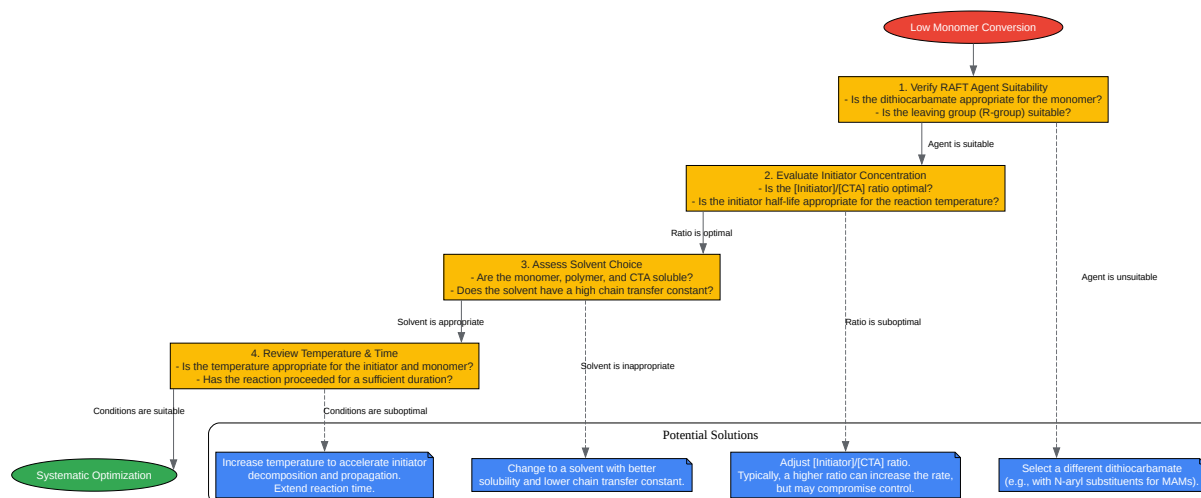 Low Monomer Conversion
1. Verify RAFT Agent Suitability
- Is the dithiocarbamate appropriate for the monomer?
- Is the leaving group (R-group) suitable?
Agent is suitable
2. Evaluate Initiator Concentration
- Is the [Initiator]/[CTA] ratio optimal?
- Is the initiator half-life appropriate for the reaction temperature?
Ratio is optimal
3. Assess Solvent Choice
- Are the monomer, polymer, and CTA soluble?
- Does the solvent have a high chain transfer constant?
Agent is unsuitable
Solvent is appropriate
Ratio is suboptimal
4. Review Temperature & Time
- Is the temperature appropriate for the initiator and monomer?
- Has the reaction proceeded for a sufficient duration?
Solvent is inappropriate
Conditions are suitable
Conditions are suboptimal
Potential Solutions
Systematic Optimization
Increase temperature to accelerate initiator
decomposition and propagation.
Extend reaction time.
Change to a solvent with better
solubility and lower chain transfer constant.
Adjust [Initiator]/[CTA] ratio.
Typically, a higher ratio can increase the rate,
but may compromise control.
Select a different dithiocarbamate
(e.g., with N-aryl substituents for MAMs).